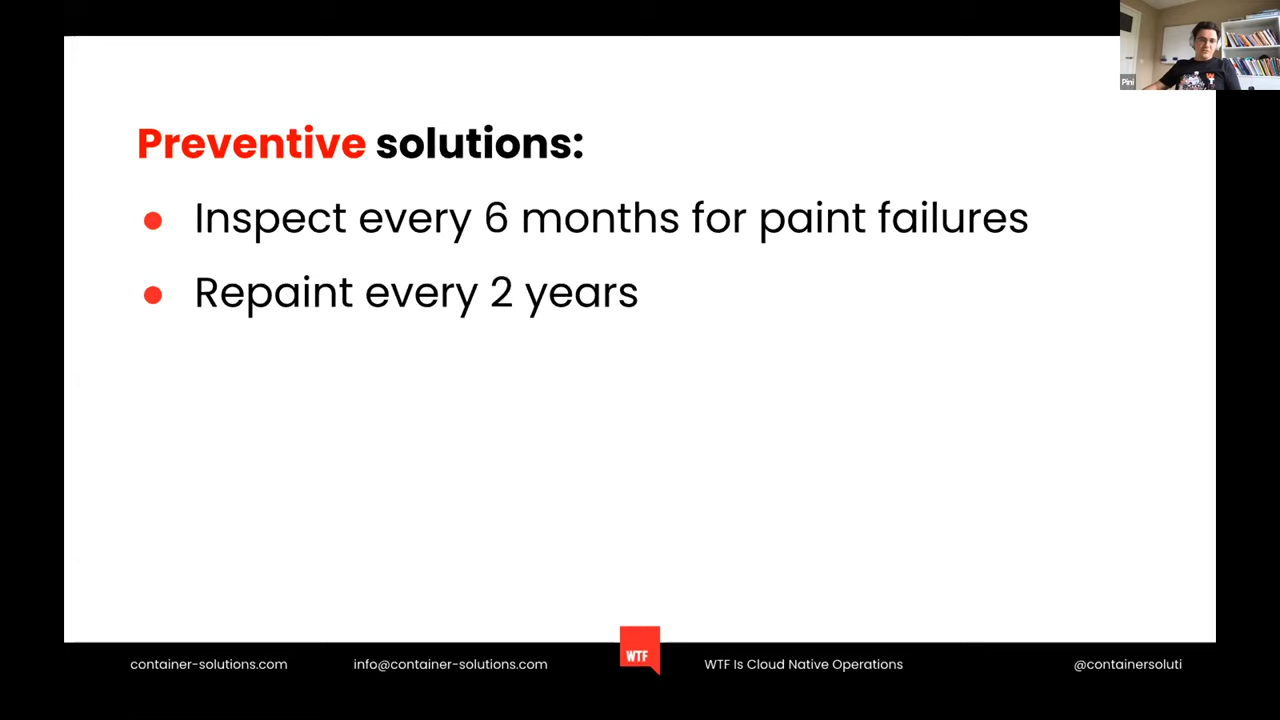 Pini
Preventive solutions:
● Inspect every 6 months for paint failures
● Repaint every 2 years
container-solutions.com info@container-solutions.com WTF WTF Is Cloud Native Operations @containersoluti